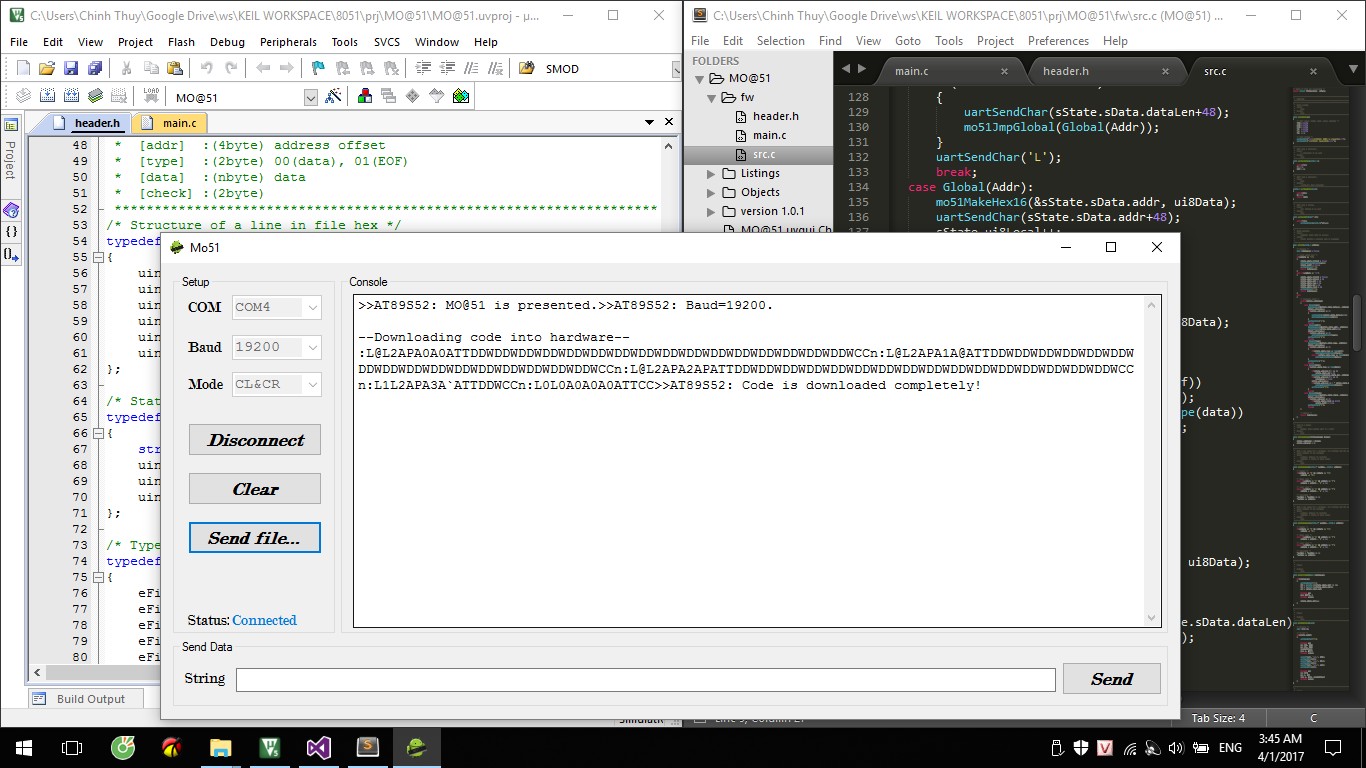 C:\Users\Chinh Thuy\Google Drive\ws\KEIL WORKSPACE\8051\prj\MO@51\MO@51.uvproj - µ...
File Edit View Project Flash Debug Peripherals Tools SVCS Window Help
SMOD
LOAD
MO@51
header.h
main.c
Project
48 * [addr] :(4byte) address offset
49 * [type] :(2byte) 00(data), 01(EOF)
50 * [data] :(nbyte) data
51 * [check] :(2byte)
52
53 /* Structure of a line in file hex */
54 typedef
55 {
56 uin
57 uin
58 uin
59 uin
60 uin
61 uin
62 };
63
64 /* Stat
65 typedef
66 {
67 str
68 uin
69 uin
70 uin
71 };
72
73 /* Type
74 typedef
75 {
76 eFi
77 eFi
78 eFi
79 eFi
80 eFi
Build Output
C:\Users\Chinh Thuy\Google Drive\ws\KEIL WORKSPACE\8051\prj\MO@51\fw\src.c (MO@51) ...
File Edit Selection Find View Goto Tools Project Preferences Help
FOLDERS
MO@51
fw
header.h
main.c
src.c
Listings
Objects
version 1.0.1
MO@51.uvgui.Ch
main.c
header.h
src.c
128 {
129 uartSendChar(sState.sData.dataLen+48);
130 mo51JmpGlobal(Global(Addr));
131 }
132 uartSendChar('L');
133 break;
134 case Global(Addr):
135 mo51MakeHex16(&sState.sData.addr, ui8Data);
136 uartSendChar(sState.sData.addr+48);
137 sState.ui8Local++;
8Data);
f))
);
pe(data))
;
ui8Data);
e.sData.dataLen)
);
Tab Size: 4
C
Mo51
Setup
COM COM4
Baud 19200
Mode CL&CR
Disconnect
Clear
Send file...
Status: Connected
Console
>>AT89S52: MO@51 is presented.>>AT89S52: Baud=19200.
--Downloading code into hardware--
:L@L2APA0A0ATTDDWDDWDDWDDWDDWDDWDDWDDWDDWDDWDDWDDWDDWDDWDDWDDWCCn:L@L2APA1A@ATTDDWDDWDDWDDWDDWDDW
DDWDDWDDWDDWDDWDDWDDWDDWDDWDDWCCn:L@L2APA2APATTDDWDDWDDWDDWDDWDDWDDWDDWDDWDDWDDWDDWDDWDDWDDWDDWCC
n:L1L2APA3A`ATTDDWCCn:L0L0A0A0A0ATTCC>>AT89S52: Code is downloaded completely!
Send Data
String
Send
ENG
3:45 AM
4/1/2017